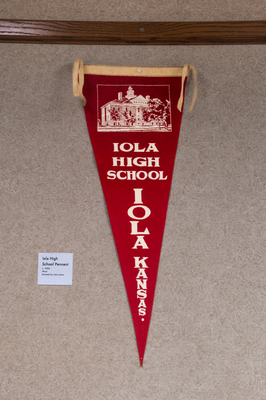 IOLA
HIGH
SCHOOL
IOLA
KANSAS.
Iola High
School Pennant